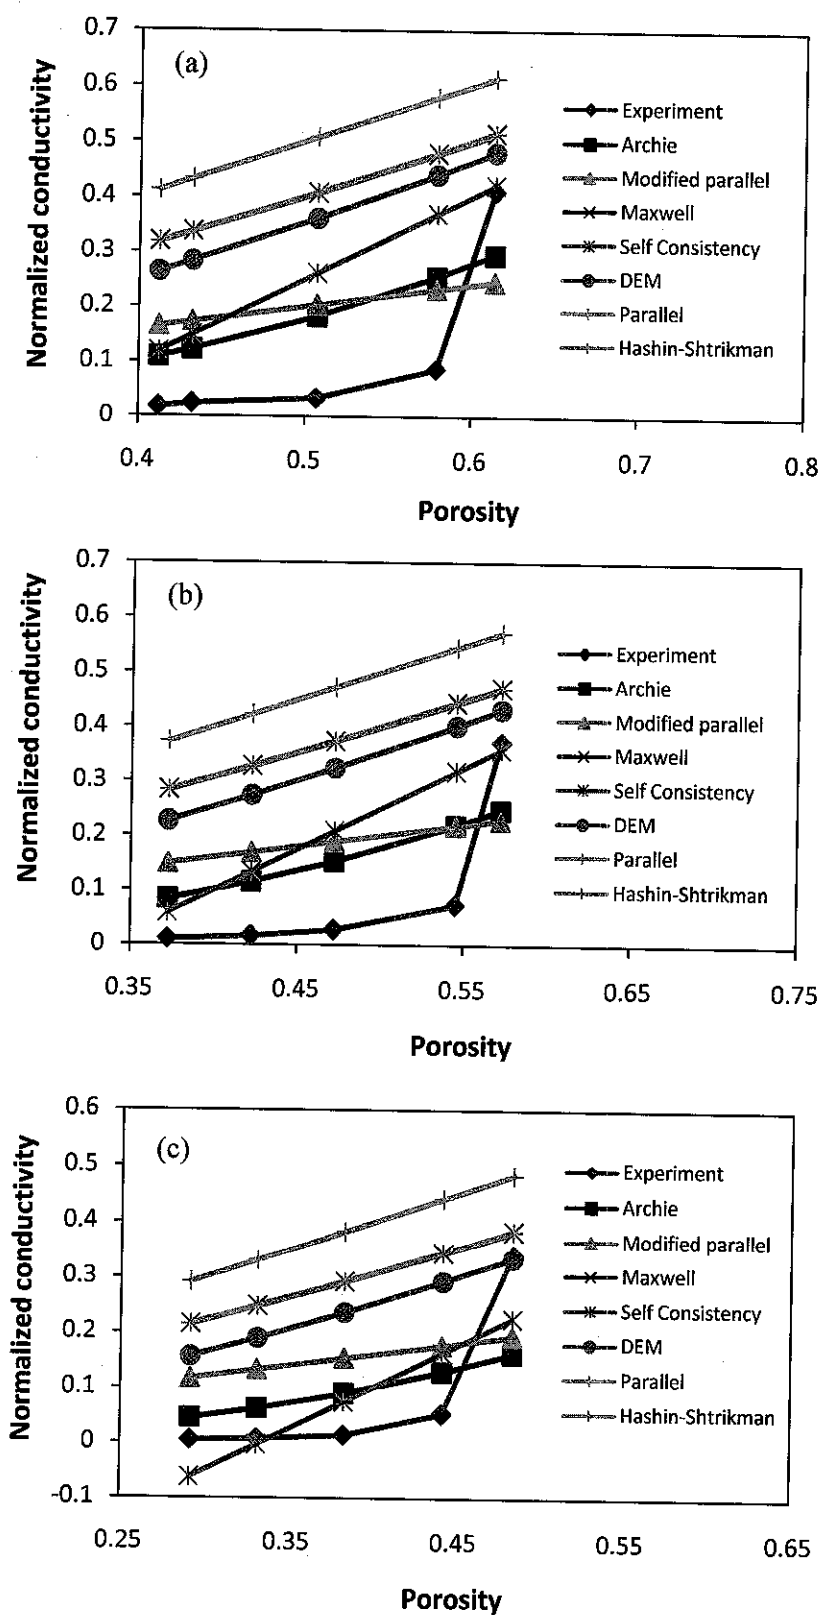 0.7
(a)
0.6
0.5
0.4
0.3
0.2
0.1
0
Normalized conductivity
Experiment
Archie
Modified parallel
Maxwell
Self Consistency
DEM
Parallel
Hashin-Shtrikman
0.4 0.5 0.6 0.7 0.8
Porosity
0.7
(b)
0.6
0.5
0.4
0.3
0.2
0.1
0
Normalized conductivity
Experiment
Archie
Modified parallel
Maxwell
Self Consistency
DEM
Parallel
Hashin-Shtrikman
0.35 0.45 0.55 0.65 0.75
Porosity
0.6
(c)
0.5
0.4
0.3
0.2
0.1
0
-0.1
Normalized conductivity
Experiment
Archie
Modified parallel
Maxwell
Self Consistency
DEM
Parallel
Hashin-Shtrikman
0.25 0.35 0.45 0.55 0.65
Porosity